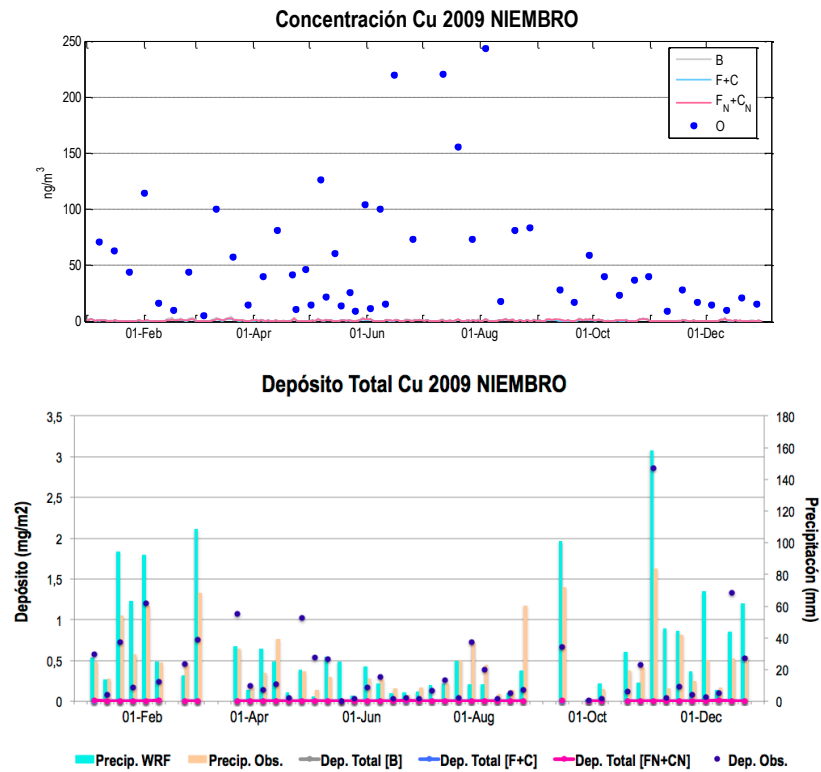 Concentración Cu 2009 NIEMBRO
250
200
150
100
50
0
ng/m3
B
F+C
FN+CN
O
01-Feb 01-Apr 01-Jun 01-Aug 01-Oct 01-Dec
Depósito Total Cu 2009 NIEMBRO
3,5
3
2,5
2
1,5
1
0,5
0
Depósito (mg/m2)
180
160
140
120
100
80
60
40
20
0
Precipitacón (mm)
01-Feb 01-Apr 01-Jun 01-Aug 01-Oct 01-Dec
Precip. WRF Precip. Obs. Dep. Total [B] Dep. Total [F+C] Dep. Total [FN+CN] Dep. Obs.